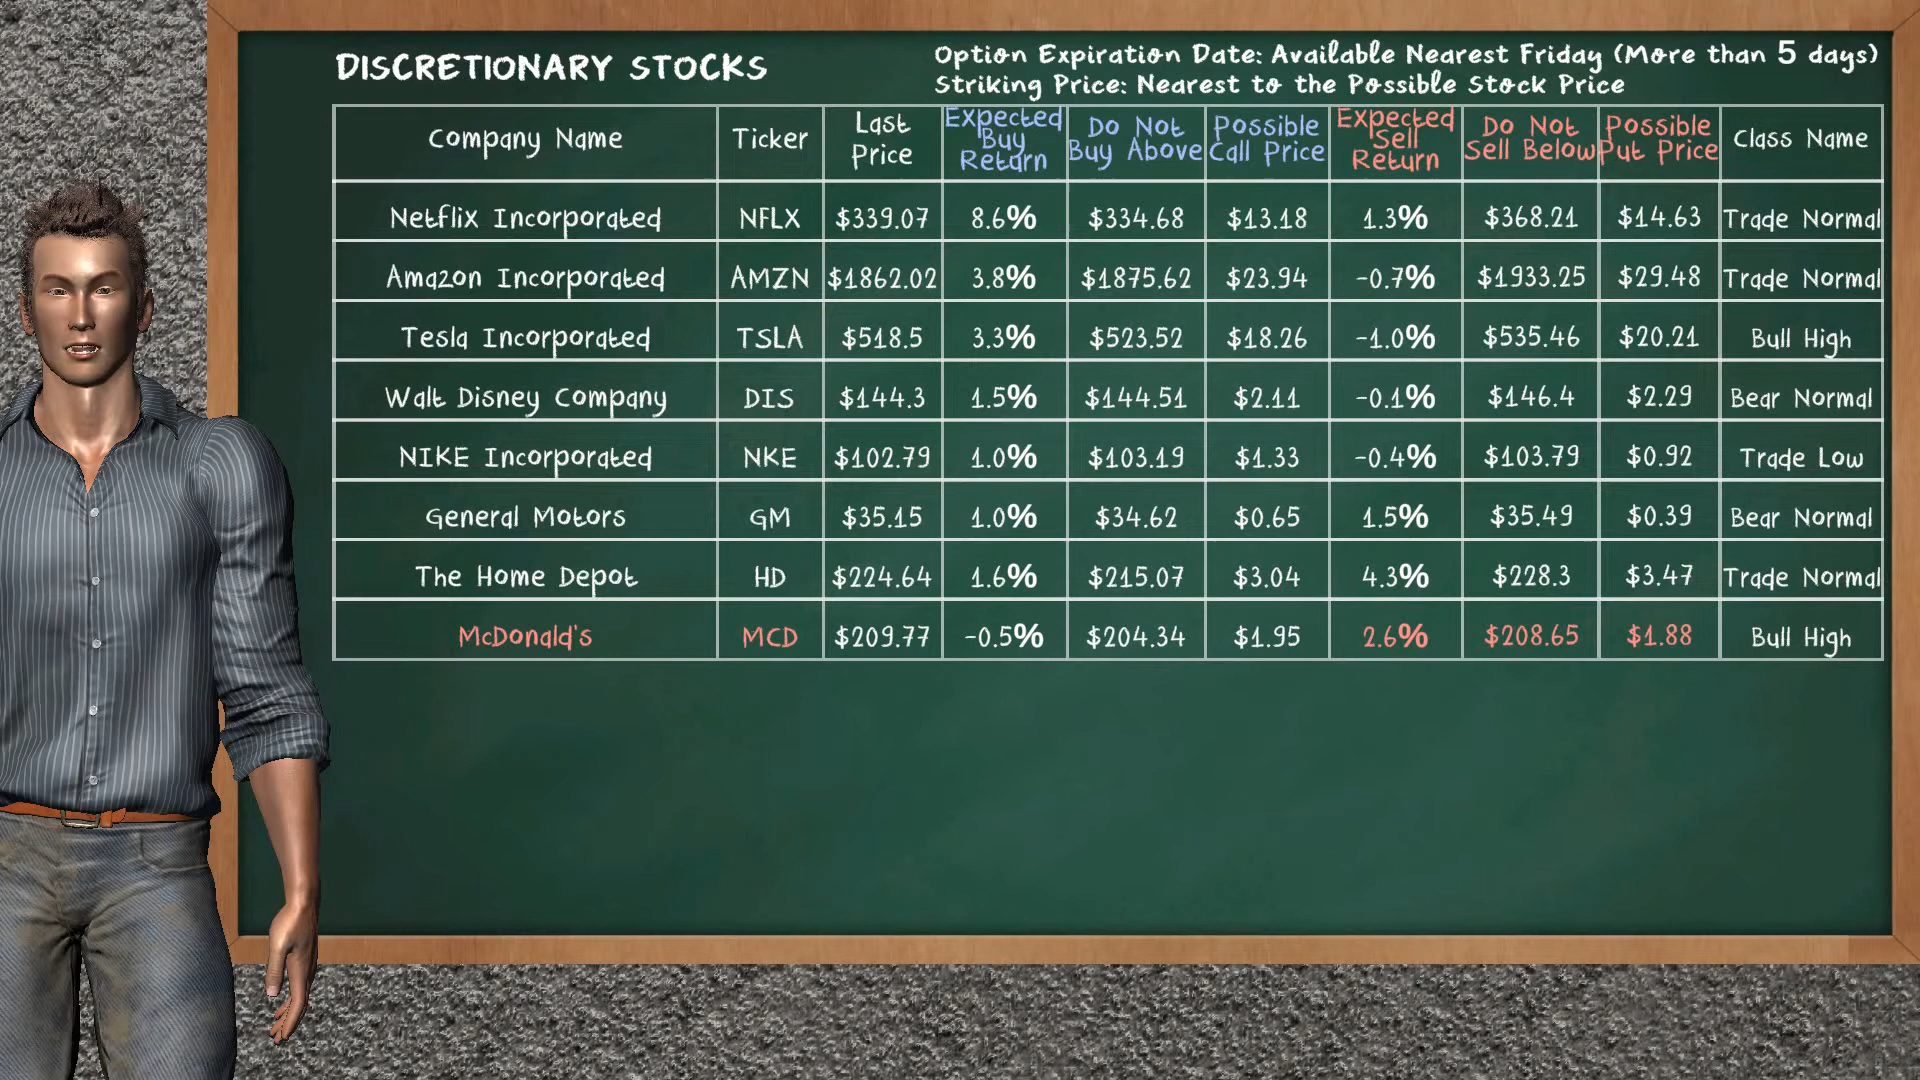 DISCRETIONARY STOCKS
Option Expiration Date: Available Nearest Friday (More than 5 days)
Striking Price: Nearest to the Possible Stock Price
Company Name Ticker Last Price Expected Buy Return Do Not Buy Above Possible Call Price Expected Sell Return Do Not Sell Below Possible Put Price Class Name
Netflix Incorporated NFLX $339.07 8.6% $334.68 $13.18 1.3% $368.21 $14.63 Trade Normal
Amazon Incorporated AMZN $1862.02 3.8% $1875.62 $23.94 -0.7% $1933.25 $29.48 Trade Normal
Tesla Incorporated TSLA $518.5 3.3% $523.52 $18.26 -1.0% $535.46 $20.21 Bull High
Walt Disney Company DIS $144.3 1.5% $144.51 $2.11 -0.1% $146.4 $2.29 Bear Normal
NIKE Incorporated NKE $102.79 1.0% $103.19 $1.33 -0.4% $103.79 $0.92 Trade Low
General Motors GM $35.15 1.0% $34.62 $0.65 1.5% $35.49 $0.39 Bear Normal
The Home Depot HD $224.64 1.6% $215.07 $3.04 4.3% $228.3 $3.47 Trade Normal
McDonald's MCD $209.77 -0.5% $204.34 $1.95 2.6% $208.65 $1.88 Bull High